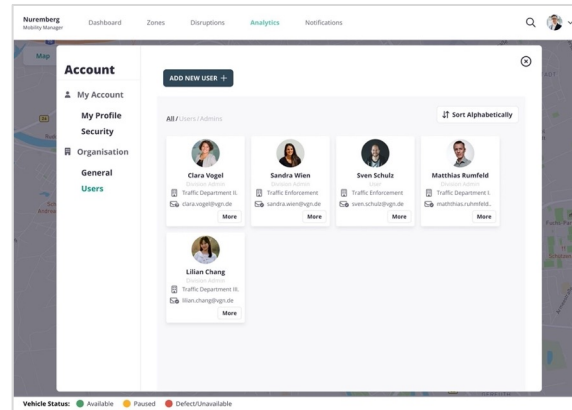 Nuremberg
Mobility Manager
Dashboard
Zones
Disruptions
Analytics
Notifications
Map
Account
My Account
My Profile
Security
Organisation
General
Users
ADD NEW USER +
All / Users / Admins
Sort Alphabetically
Clara Vogel
Division Admin
Traffic Department II.
clara.vogel@vgn.de
More
Sandra Wien
Division Admin
Traffic Enforcement
sandra.wien@vgn.de
More
Sven Schulz
User
Traffic Enforcement
sven.schulz@vgn.de
More
Matthias Rumfeld
Division Admin
Traffic Department I.
maththias.ruhmfeld..
More
Lilian Chang
Division Admin
Traffic Department III.
lilian.chang@vgn.de
More
Vehicle Status:
Available
Paused
Defect/Unavailable